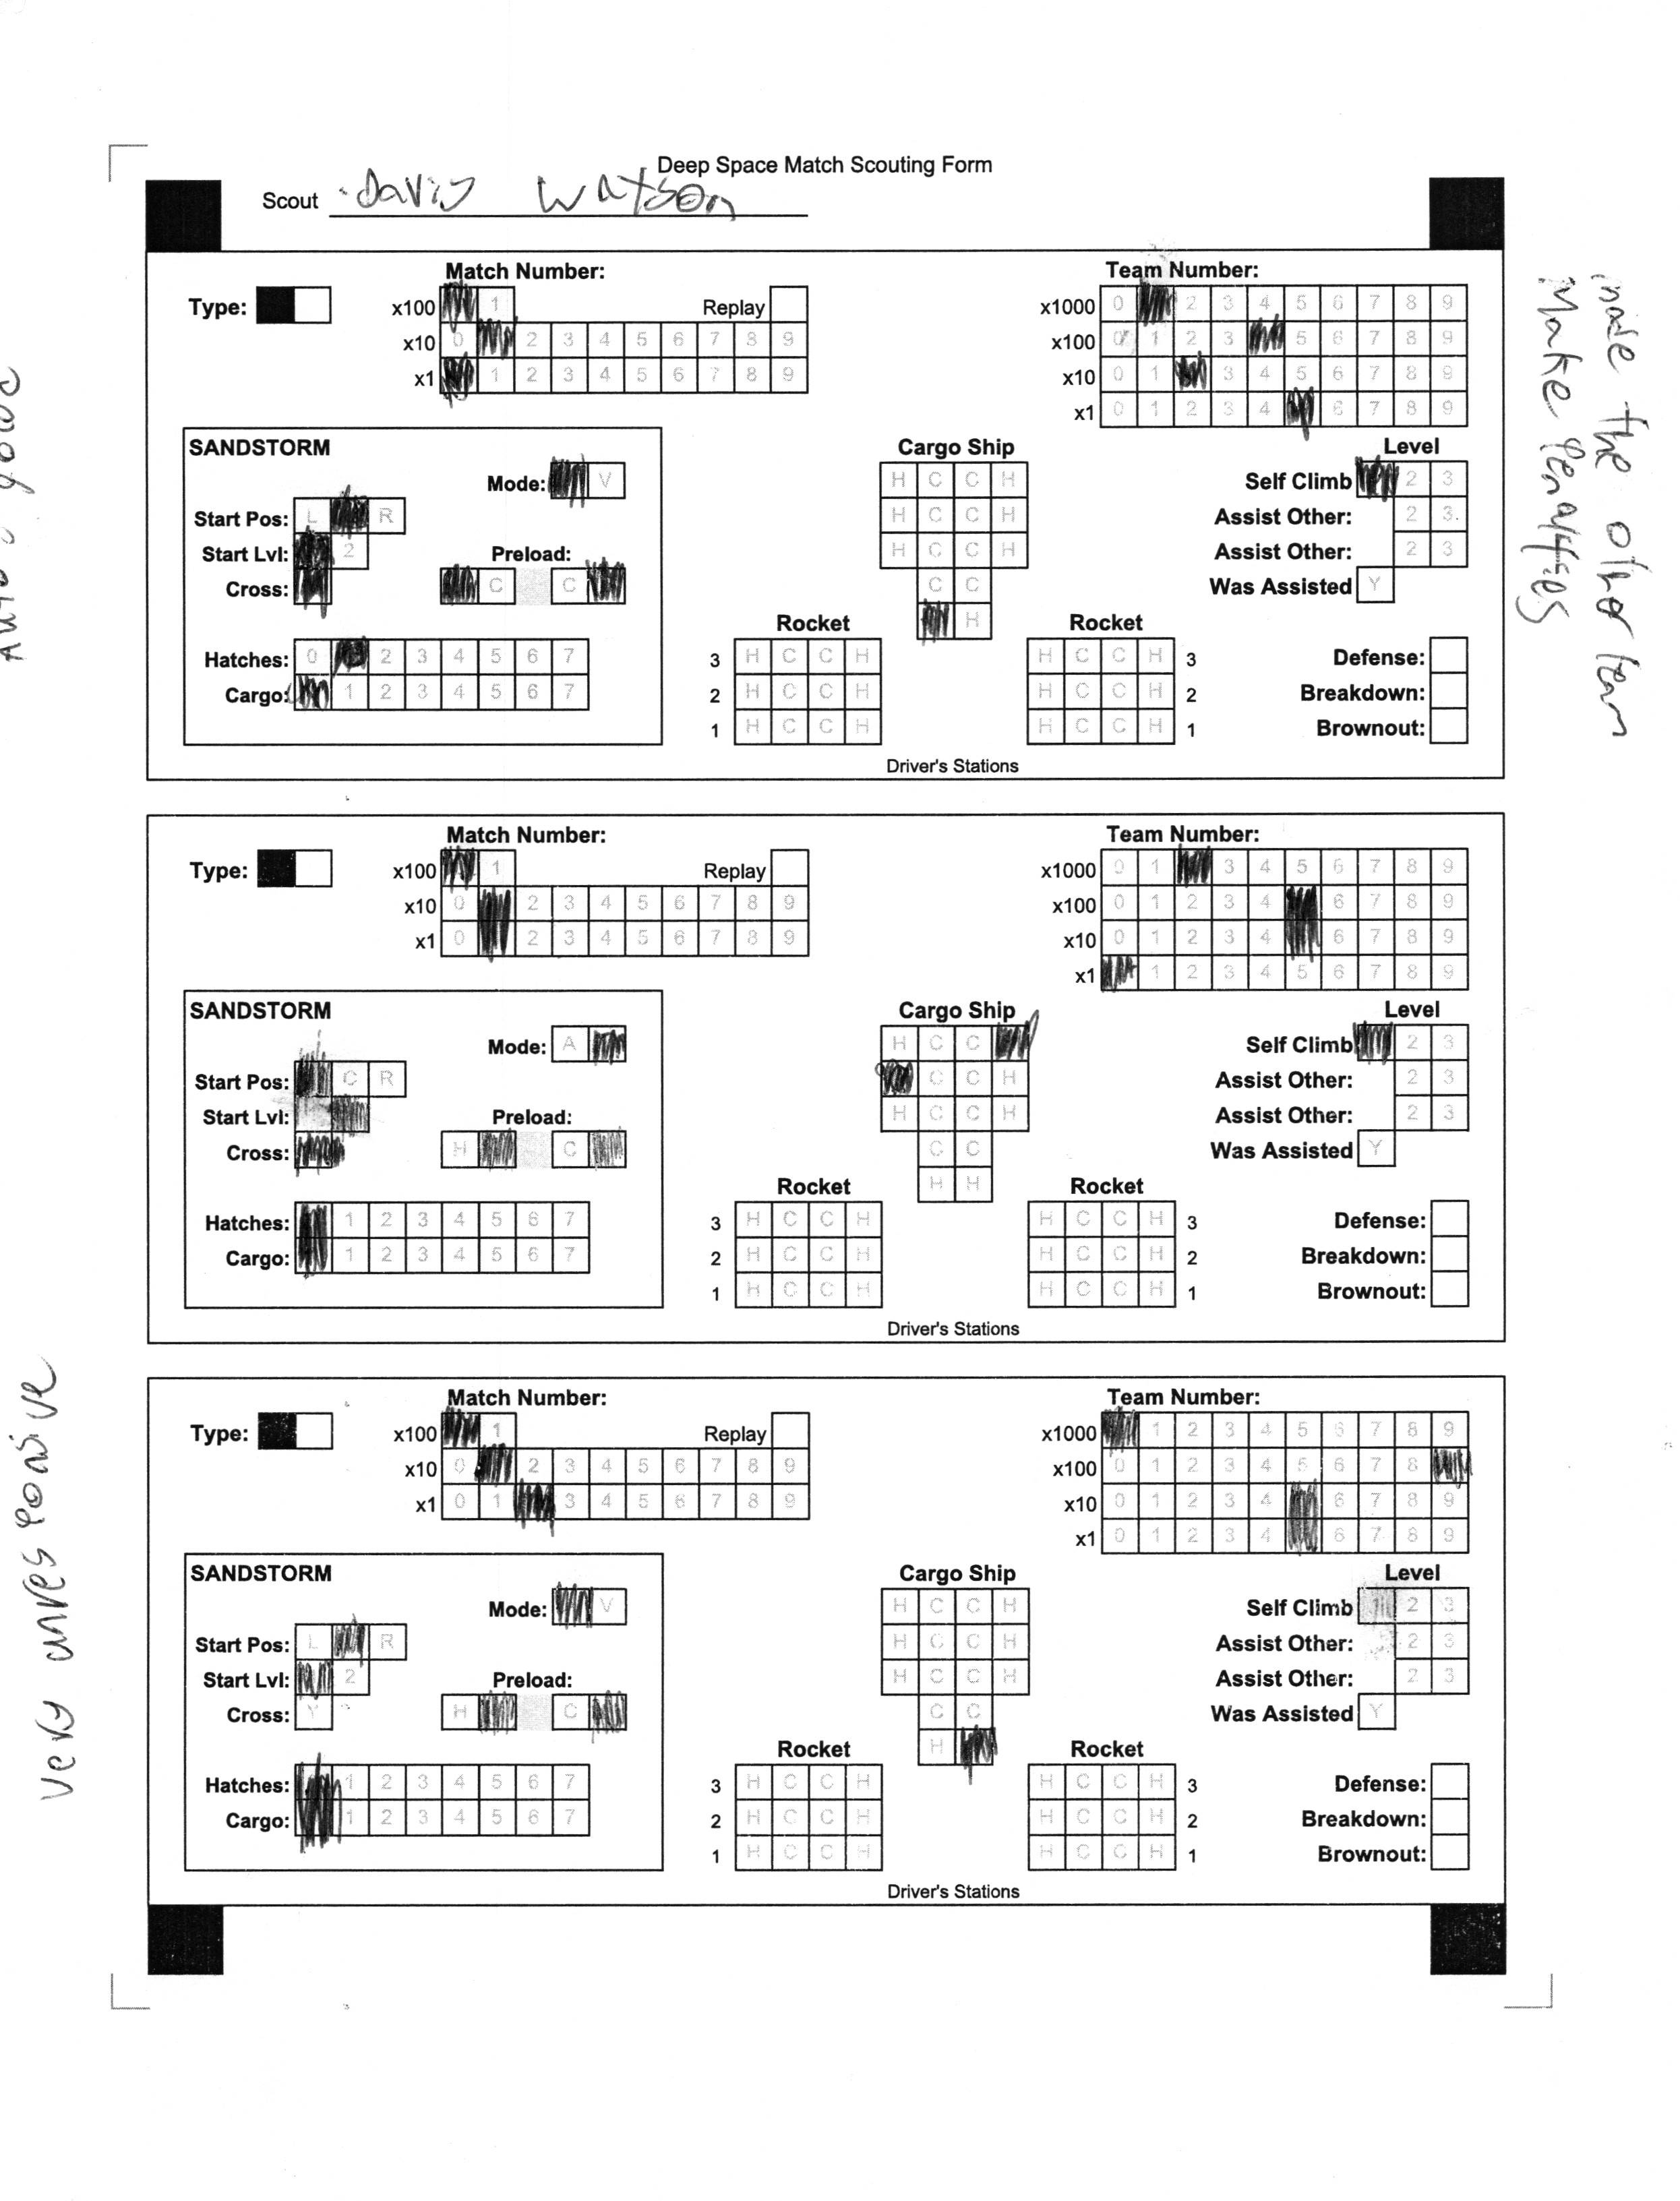 Deep Space Match Scouting Form
Scout Davis Watson
Match Number:
Team Number:
Type:
x100 1 Replay
x10 0 2 3 4 5 6 7 8 9
x1 1 2 3 4 5 6 7 8 9
x1000 0 2 3 4 5 6 7 8 9
x100 0 1 2 3 5 6 7 8 9
x10 0 1 3 4 5 6 7 8 9
x1 0 1 2 3 4 6 7 8 9
SANDSTORM
Mode: V
Start Pos: L R
Start Lvl: 2
Preload:
Cross: C C
Hatches: 0 2 3 4 5 6 7
Cargo: 1 2 3 4 5 6 7
Cargo Ship
H C C H
H C C H
H C C H
C C
H
Rocket
3 H C C H
2 H C C H
1 H C C H
Rocket
H C C H 3
H C C H 2
H C C H 1
Driver's Stations
Level
Self Climb 2 3
Assist Other: 2 3
Assist Other: 2 3
Was Assisted Y
Defense:
Breakdown:
Brownout:
made the other team
Make Penalties
Match Number:
Team Number:
Type:
x100 1 Replay
x10 0 2 3 4 5 6 7 8 9
x1 0 2 3 4 5 6 7 8 9
x1000 0 1 3 4 5 6 7 8 9
x100 0 1 2 3 4 6 7 8 9
x10 0 1 2 3 4 6 7 8 9
x1 1 2 3 4 5 6 7 8 9
SANDSTORM
Mode: A
Start Pos: C R
Start Lvl:
Preload:
Cross: H C
Hatches: 1 2 3 4 5 6 7
Cargo: 1 2 3 4 5 6 7
Cargo Ship
H C C
C C H
H C C H
C C
H H
Rocket
3 H C C H
2 H C C H
1 H C C H
Rocket
H C C H 3
H C C H 2
H C C H 1
Driver's Stations
Level
Self Climb 2 3
Assist Other: 2 3
Assist Other: 2 3
Was Assisted Y
Defense:
Breakdown:
Brownout:
Match Number:
Team Number:
Type:
x100 1 Replay
x10 0 2 3 4 5 6 7 8 9
x1 0 1 3 4 5 6 7 8 9
x1000 1 2 3 4 5 6 7 8 9
x100 0 1 2 3 4 5 6 7 8
x10 0 1 2 3 4 6 7 8 9
x1 0 1 2 3 4 6 7 8 9
SANDSTORM
Mode: V
Start Pos: L R
Start Lvl: 2
Preload:
Cross: Y H C
Hatches: 1 2 3 4 5 6 7
Cargo: 1 2 3 4 5 6 7
Cargo Ship
H C C H
H C C H
H C C H
C C
H
Rocket
3 H C C H
2 H C C H
1 H C C H
Rocket
H C C H 3
H C C H 2
H C C H 1
Driver's Stations
Level
Self Climb 1 2 3
Assist Other: 2 3
Assist Other: 2 3
Was Assisted Y
Defense:
Breakdown:
Brownout:
Very unresponsive